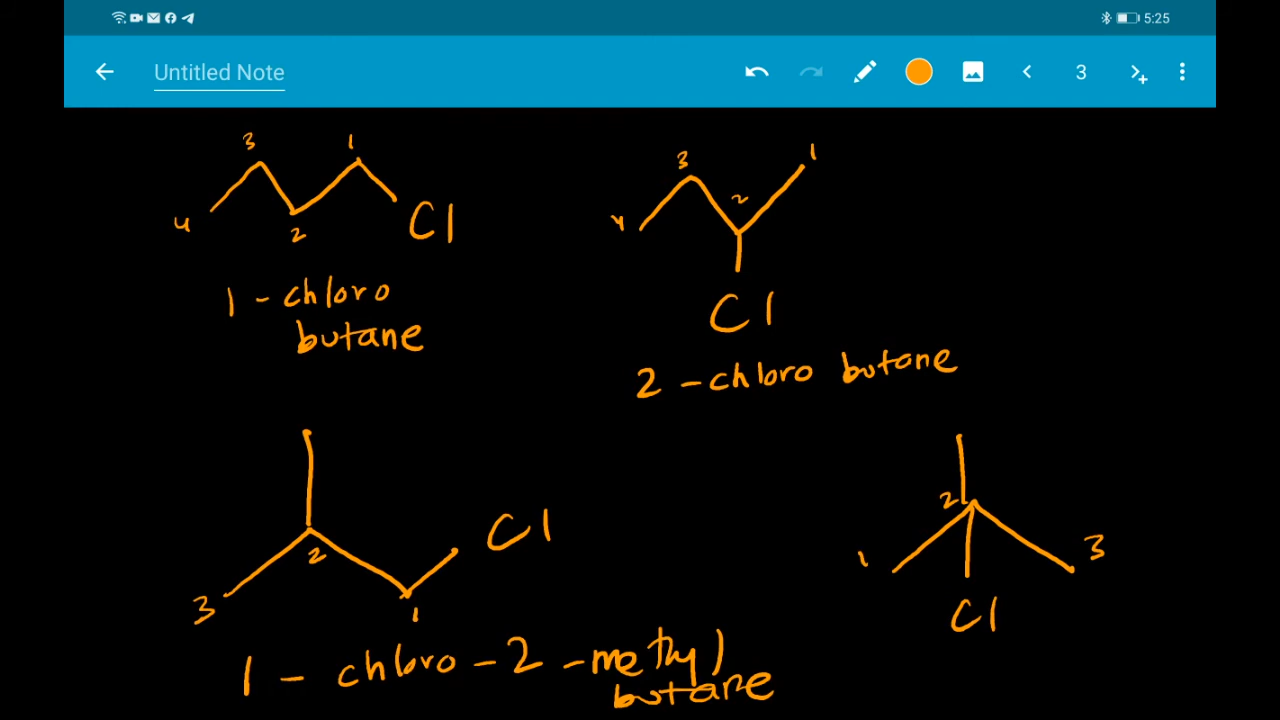 5:25
Untitled Note
3
3 1
4 2 Cl
1 - chloro
butane
3 1
4 2
Cl
2 - chloro butane
2 Cl
3 1
1 - chloro - 2 - methyl
butane
2
1 3
Cl